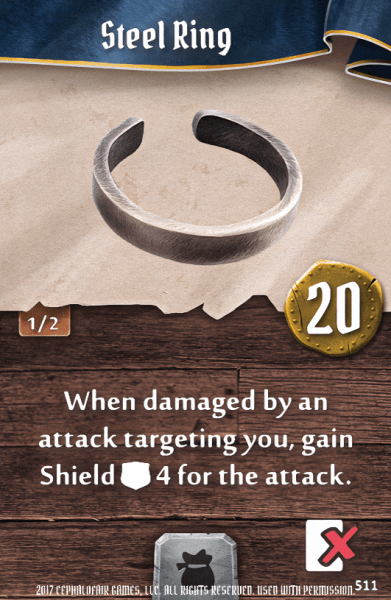 Steel Ring
1/2
20
When damaged by an
attack targeting you, gain
Shield 4 for the attack.
2017 CEPHALOFAIR GAMES, LLC. ALL RIGHTS RESERVED. USED WITH PERMISSION.
511